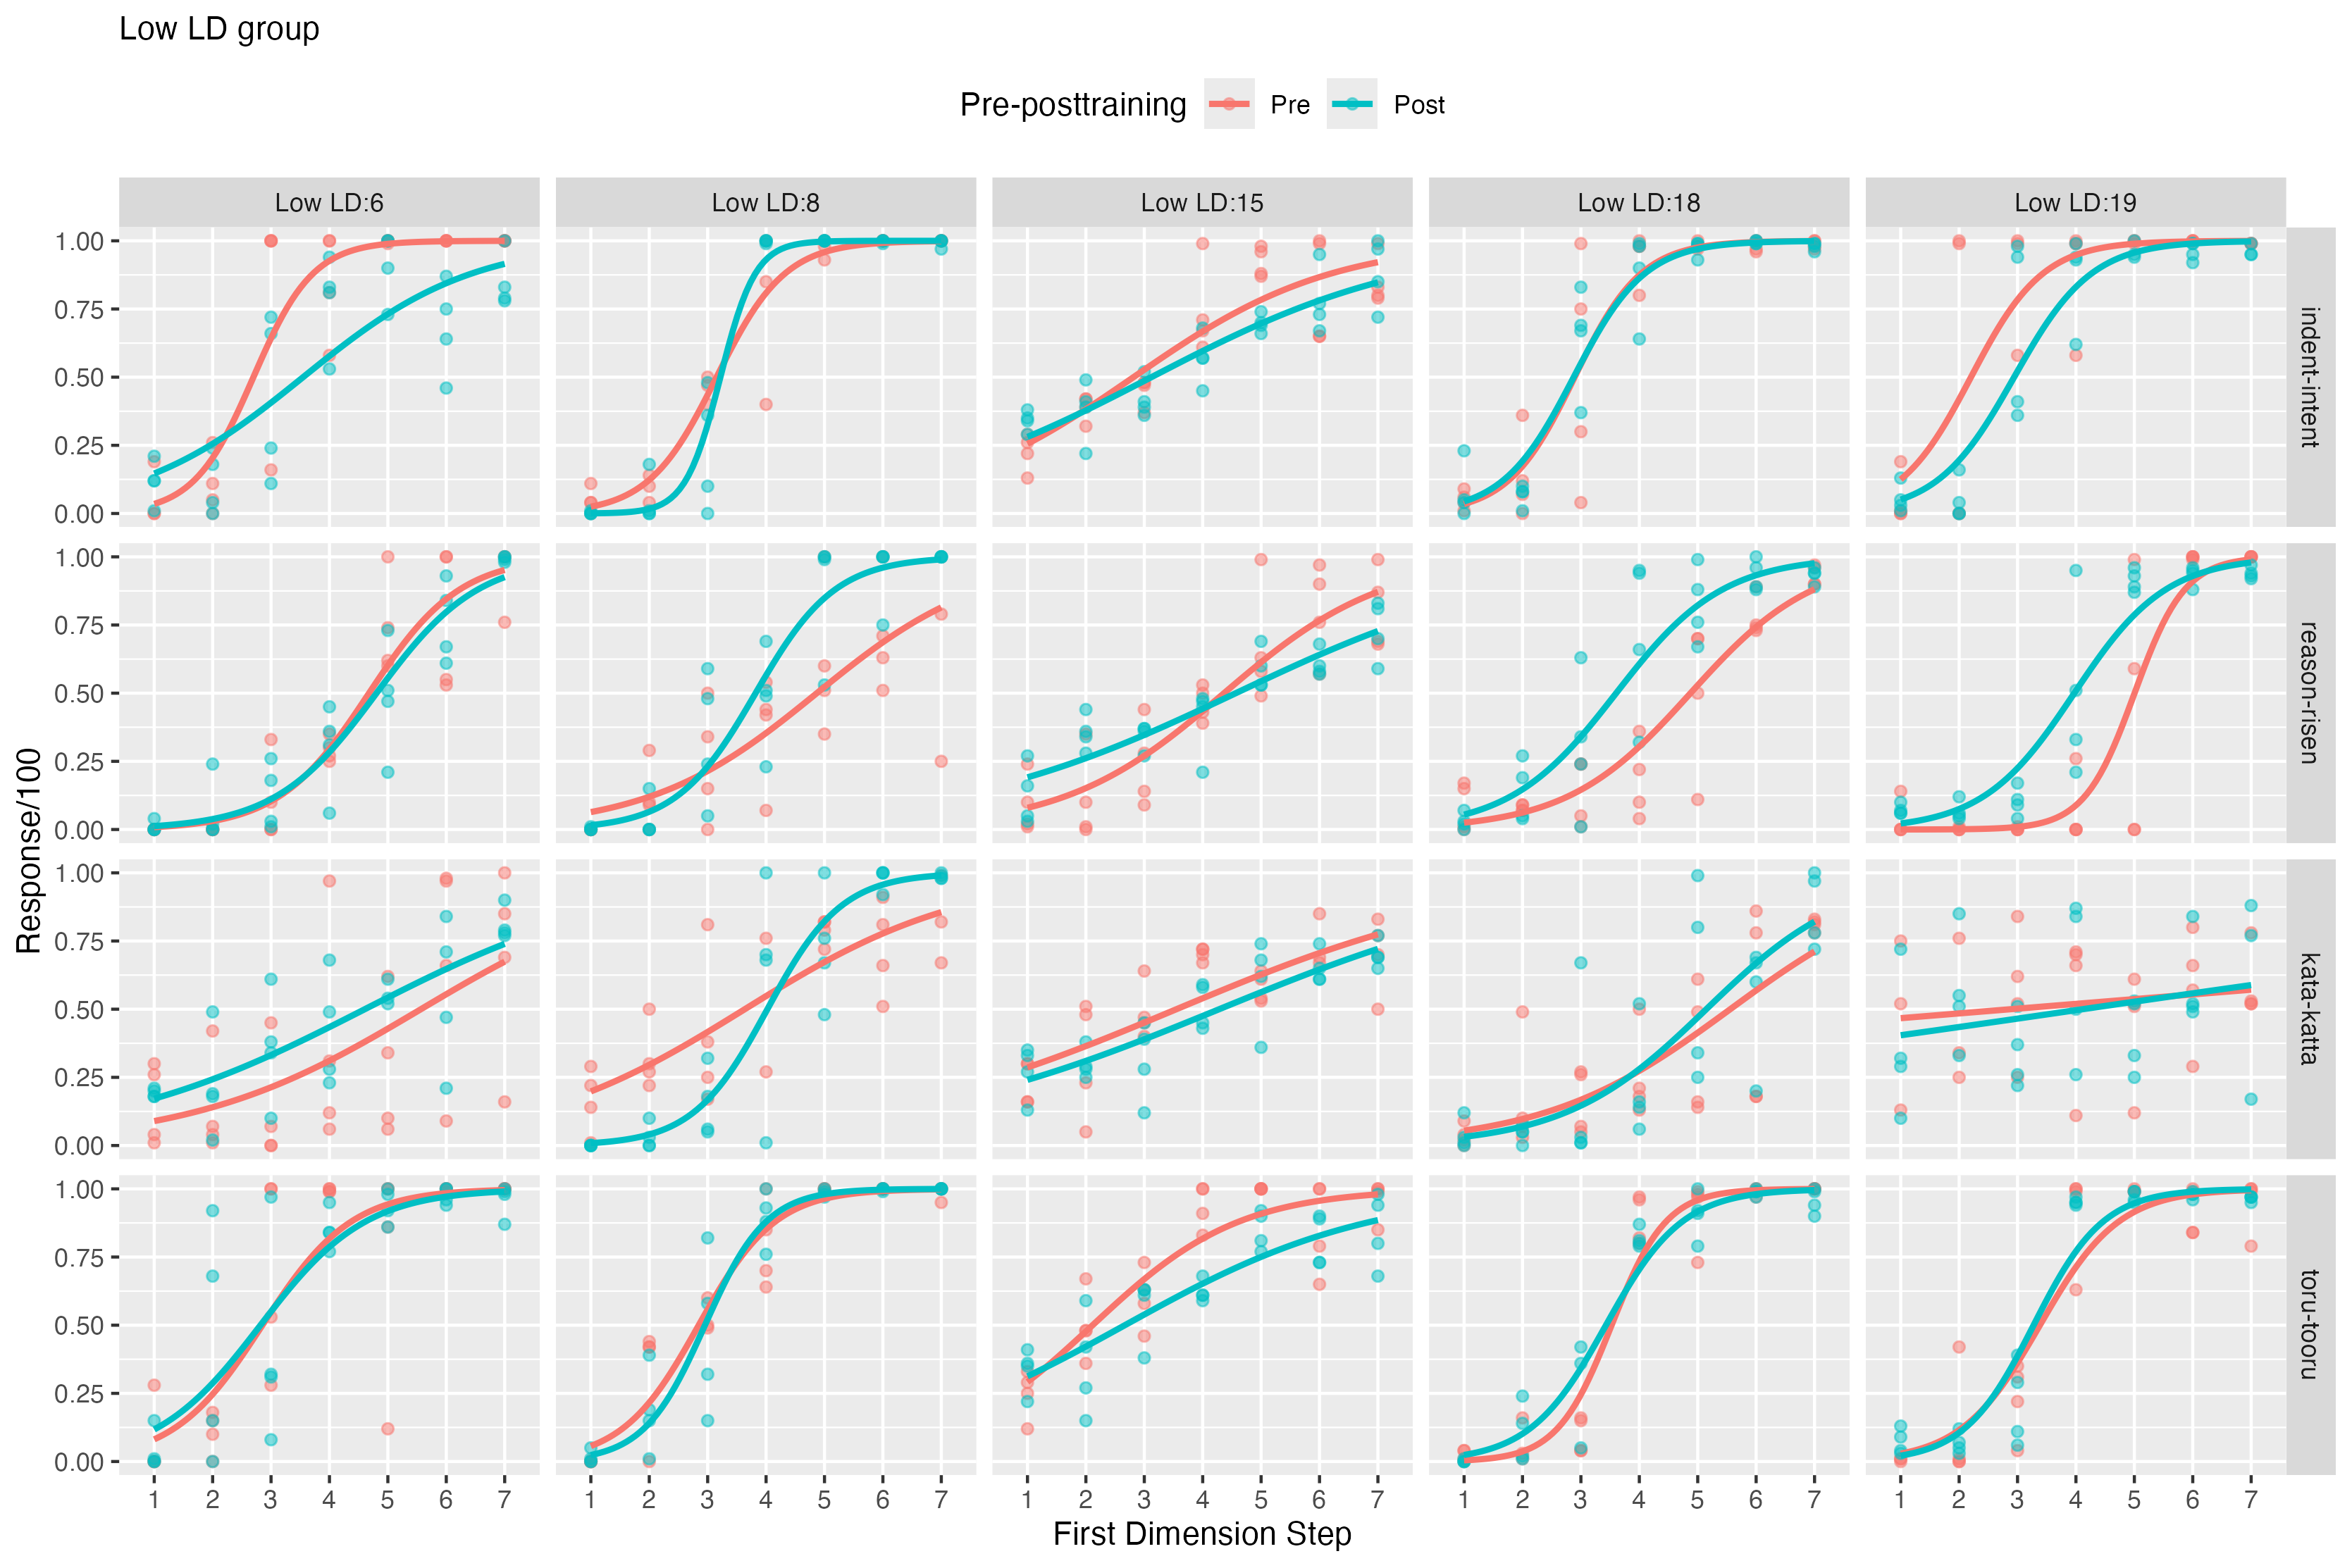 Low LD group
Pre-posttraining Pre Post
Low LD:6 Low LD:8 Low LD:15 Low LD:18 Low LD:19
1.00
0.75
0.50
0.25
0.00
indent-intent
1.00
0.75
0.50
0.25
0.00
reason-risen
1.00
0.75
0.50
0.25
0.00
kata-katta
1.00
0.75
0.50
0.25
0.00
toru-tooru
Response/100
1 2 3 4 5 6 7 1 2 3 4 5 6 7 1 2 3 4 5 6 7 1 2 3 4 5 6 7 1 2 3 4 5 6 7
First Dimension Step